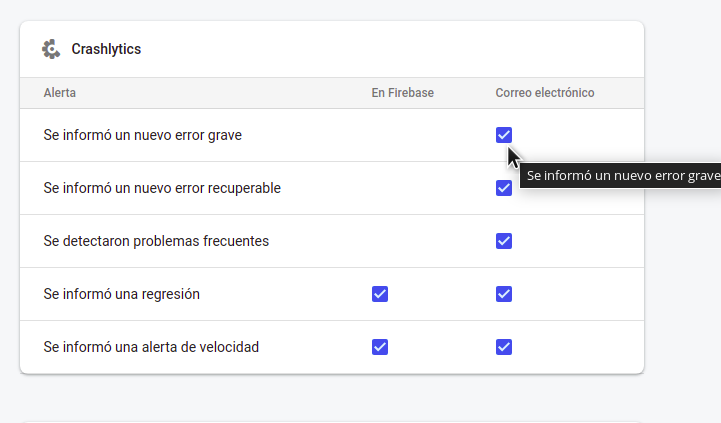 Crashlytics
Alerta En Firebase Correo electrónico
Se informó un nuevo error grave
Se informó un nuevo error grave
Se informó un nuevo error recuperable
Se detectaron problemas frecuentes
Se informó una regresión
Se informó una alerta de velocidad